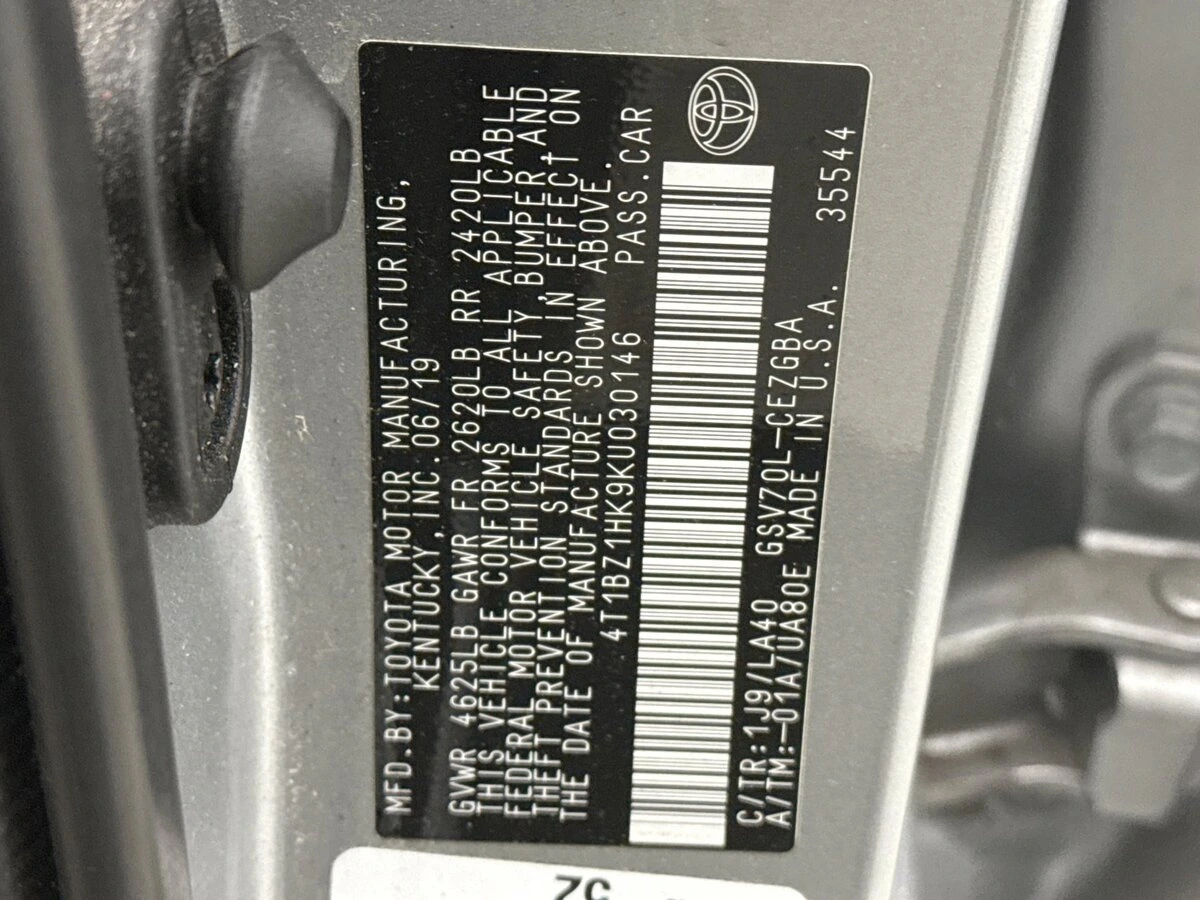 MFD.BY:TOYOTA MOTOR MANUFACTURING,
KENTUCKY, INC.06/19
GVWR 4625LB GAWR FR 2620LB RR 2420LB
THIS VEHICLE CONFORMS TO ALL APPLICABLE
FEDERAL MOTOR VEHICLE SAFETY, BUMPER, AND
THEFT PREVENTION STANDARDS IN EFFECT ON
THE DATE OF MANUFACTURE SHOWN ABOVE.
4T1BZ1HK9KU030146 PASS.CAR
C/TR:1J9/LA40 GSV70L-CEZGBA
A/TM:-01A/UA80E MADE IN U.S.A. 35544
52